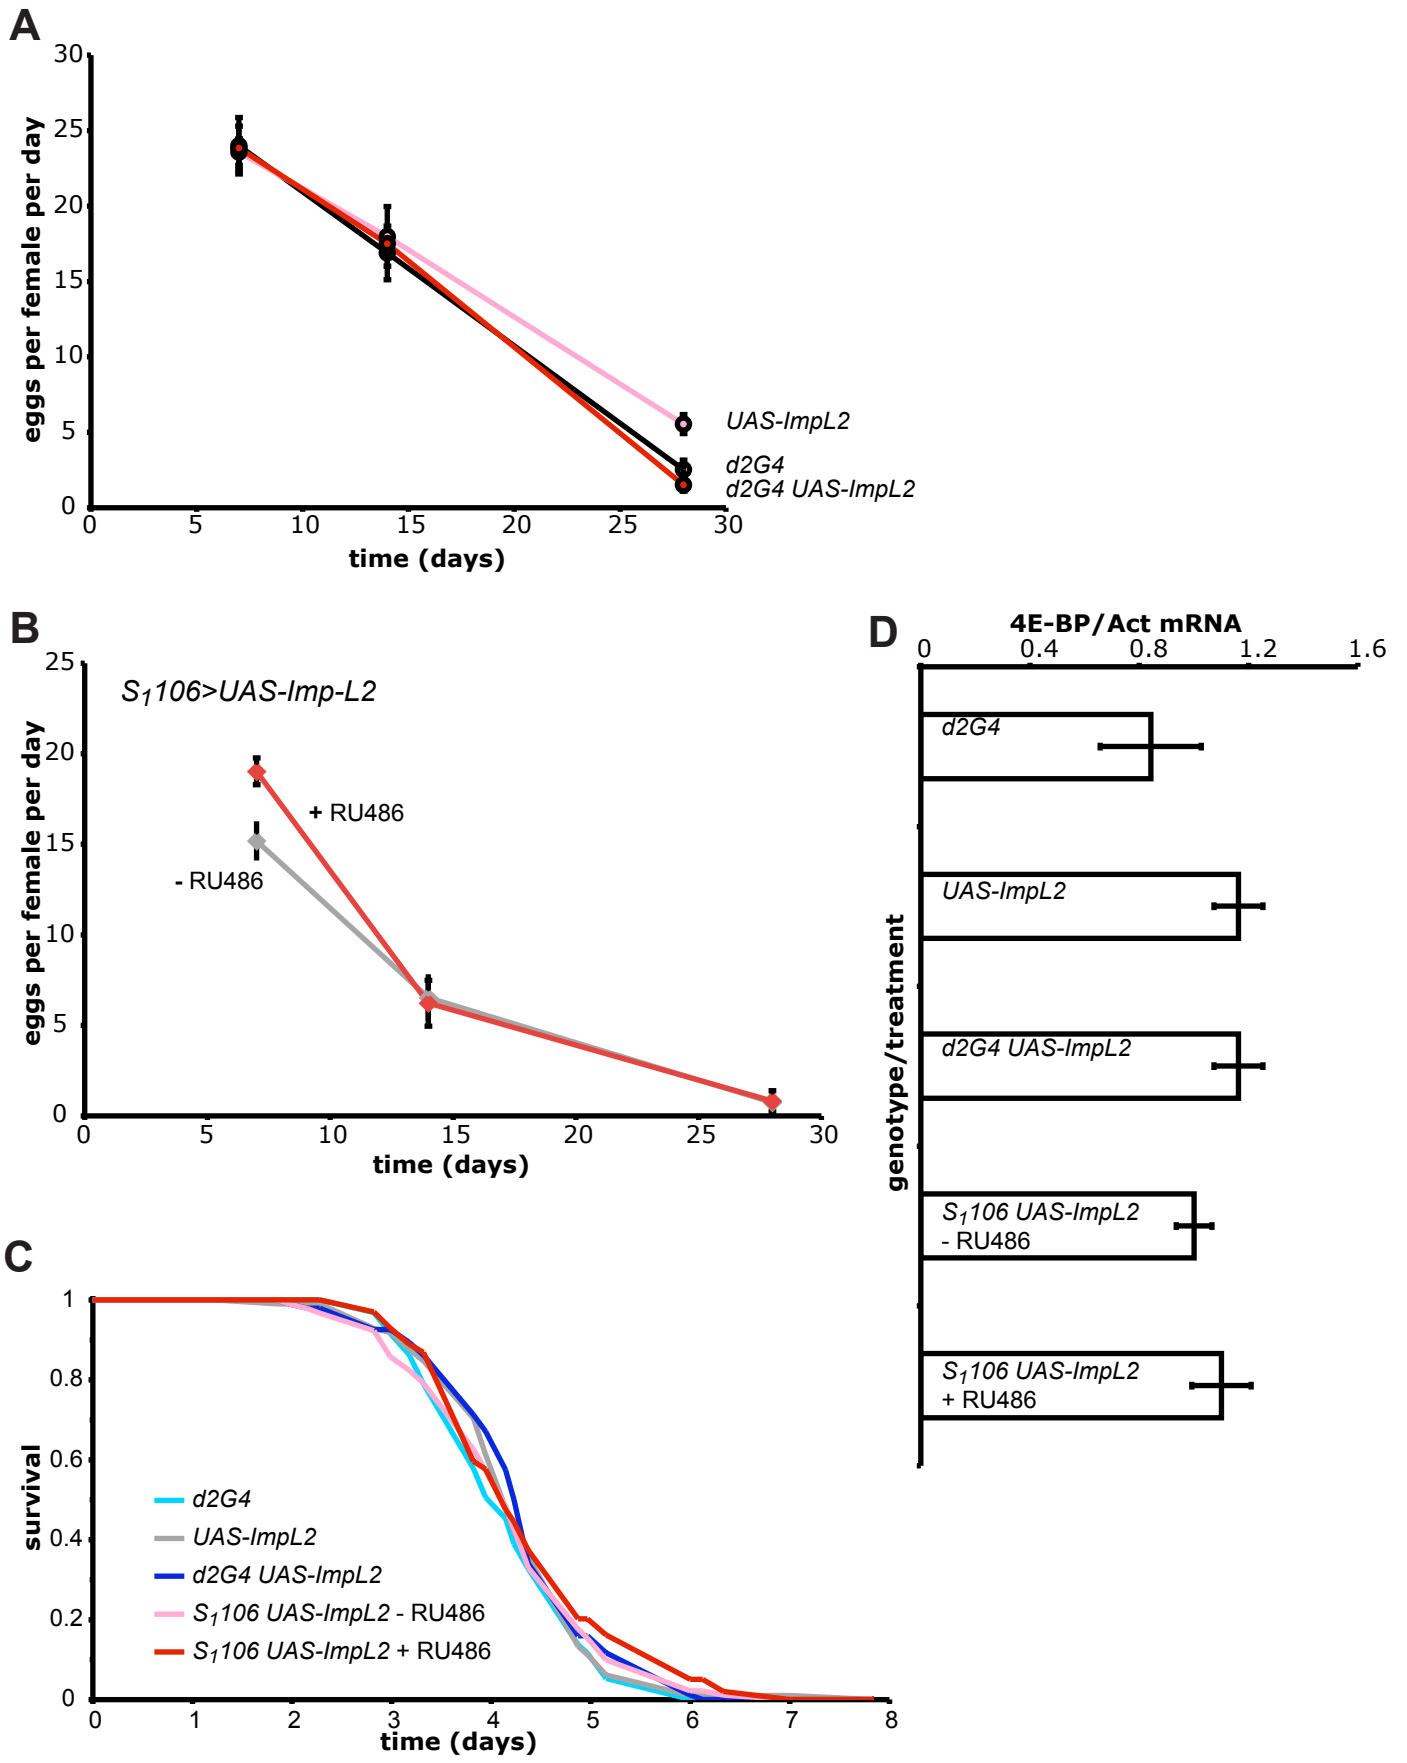 A
30
25
20
15
10
5
0
eggs per female per day
UAS-ImpL2
d2G4
d2G4 UAS-ImpL2
0 5 10 15 20 25 30
time (days)
B
25
20
15
10
5
0
eggs per female per day
S1106>UAS-Imp-L2
+ RU486
- RU486
0 5 10 15 20 25 30
time (days)
C
1
0.8
0.6
0.4
0.2
0
survival
d2G4
UAS-ImpL2
d2G4 UAS-ImpL2
S1106 UAS-ImpL2 - RU486
S1106 UAS-ImpL2 + RU486
0 1 2 3 4 5 6 7 8
time (days)
D
4E-BP/Act mRNA
0 0.4 0.8 1.2 1.6
genotype/treatment
d2G4
UAS-ImpL2
d2G4 UAS-ImpL2
S1106 UAS-ImpL2
- RU486
S1106 UAS-ImpL2
+ RU486